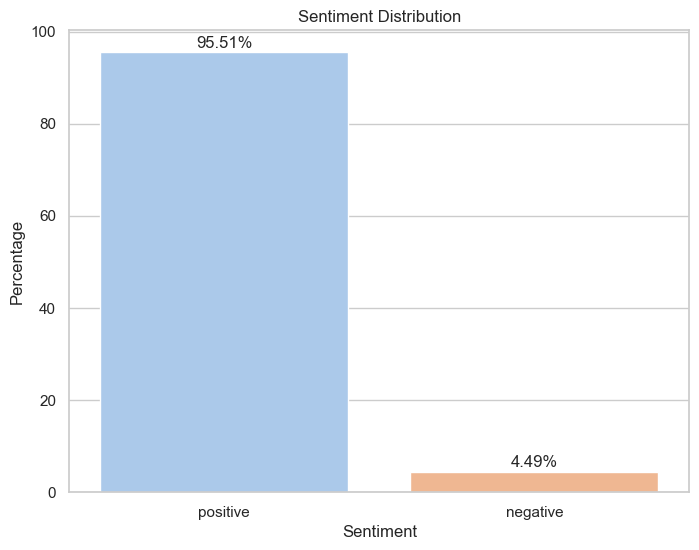 Sentiment Distribution
100
95.51%
80
60
Percentage
40
20
4.49%
0
positive
negative
Sentiment